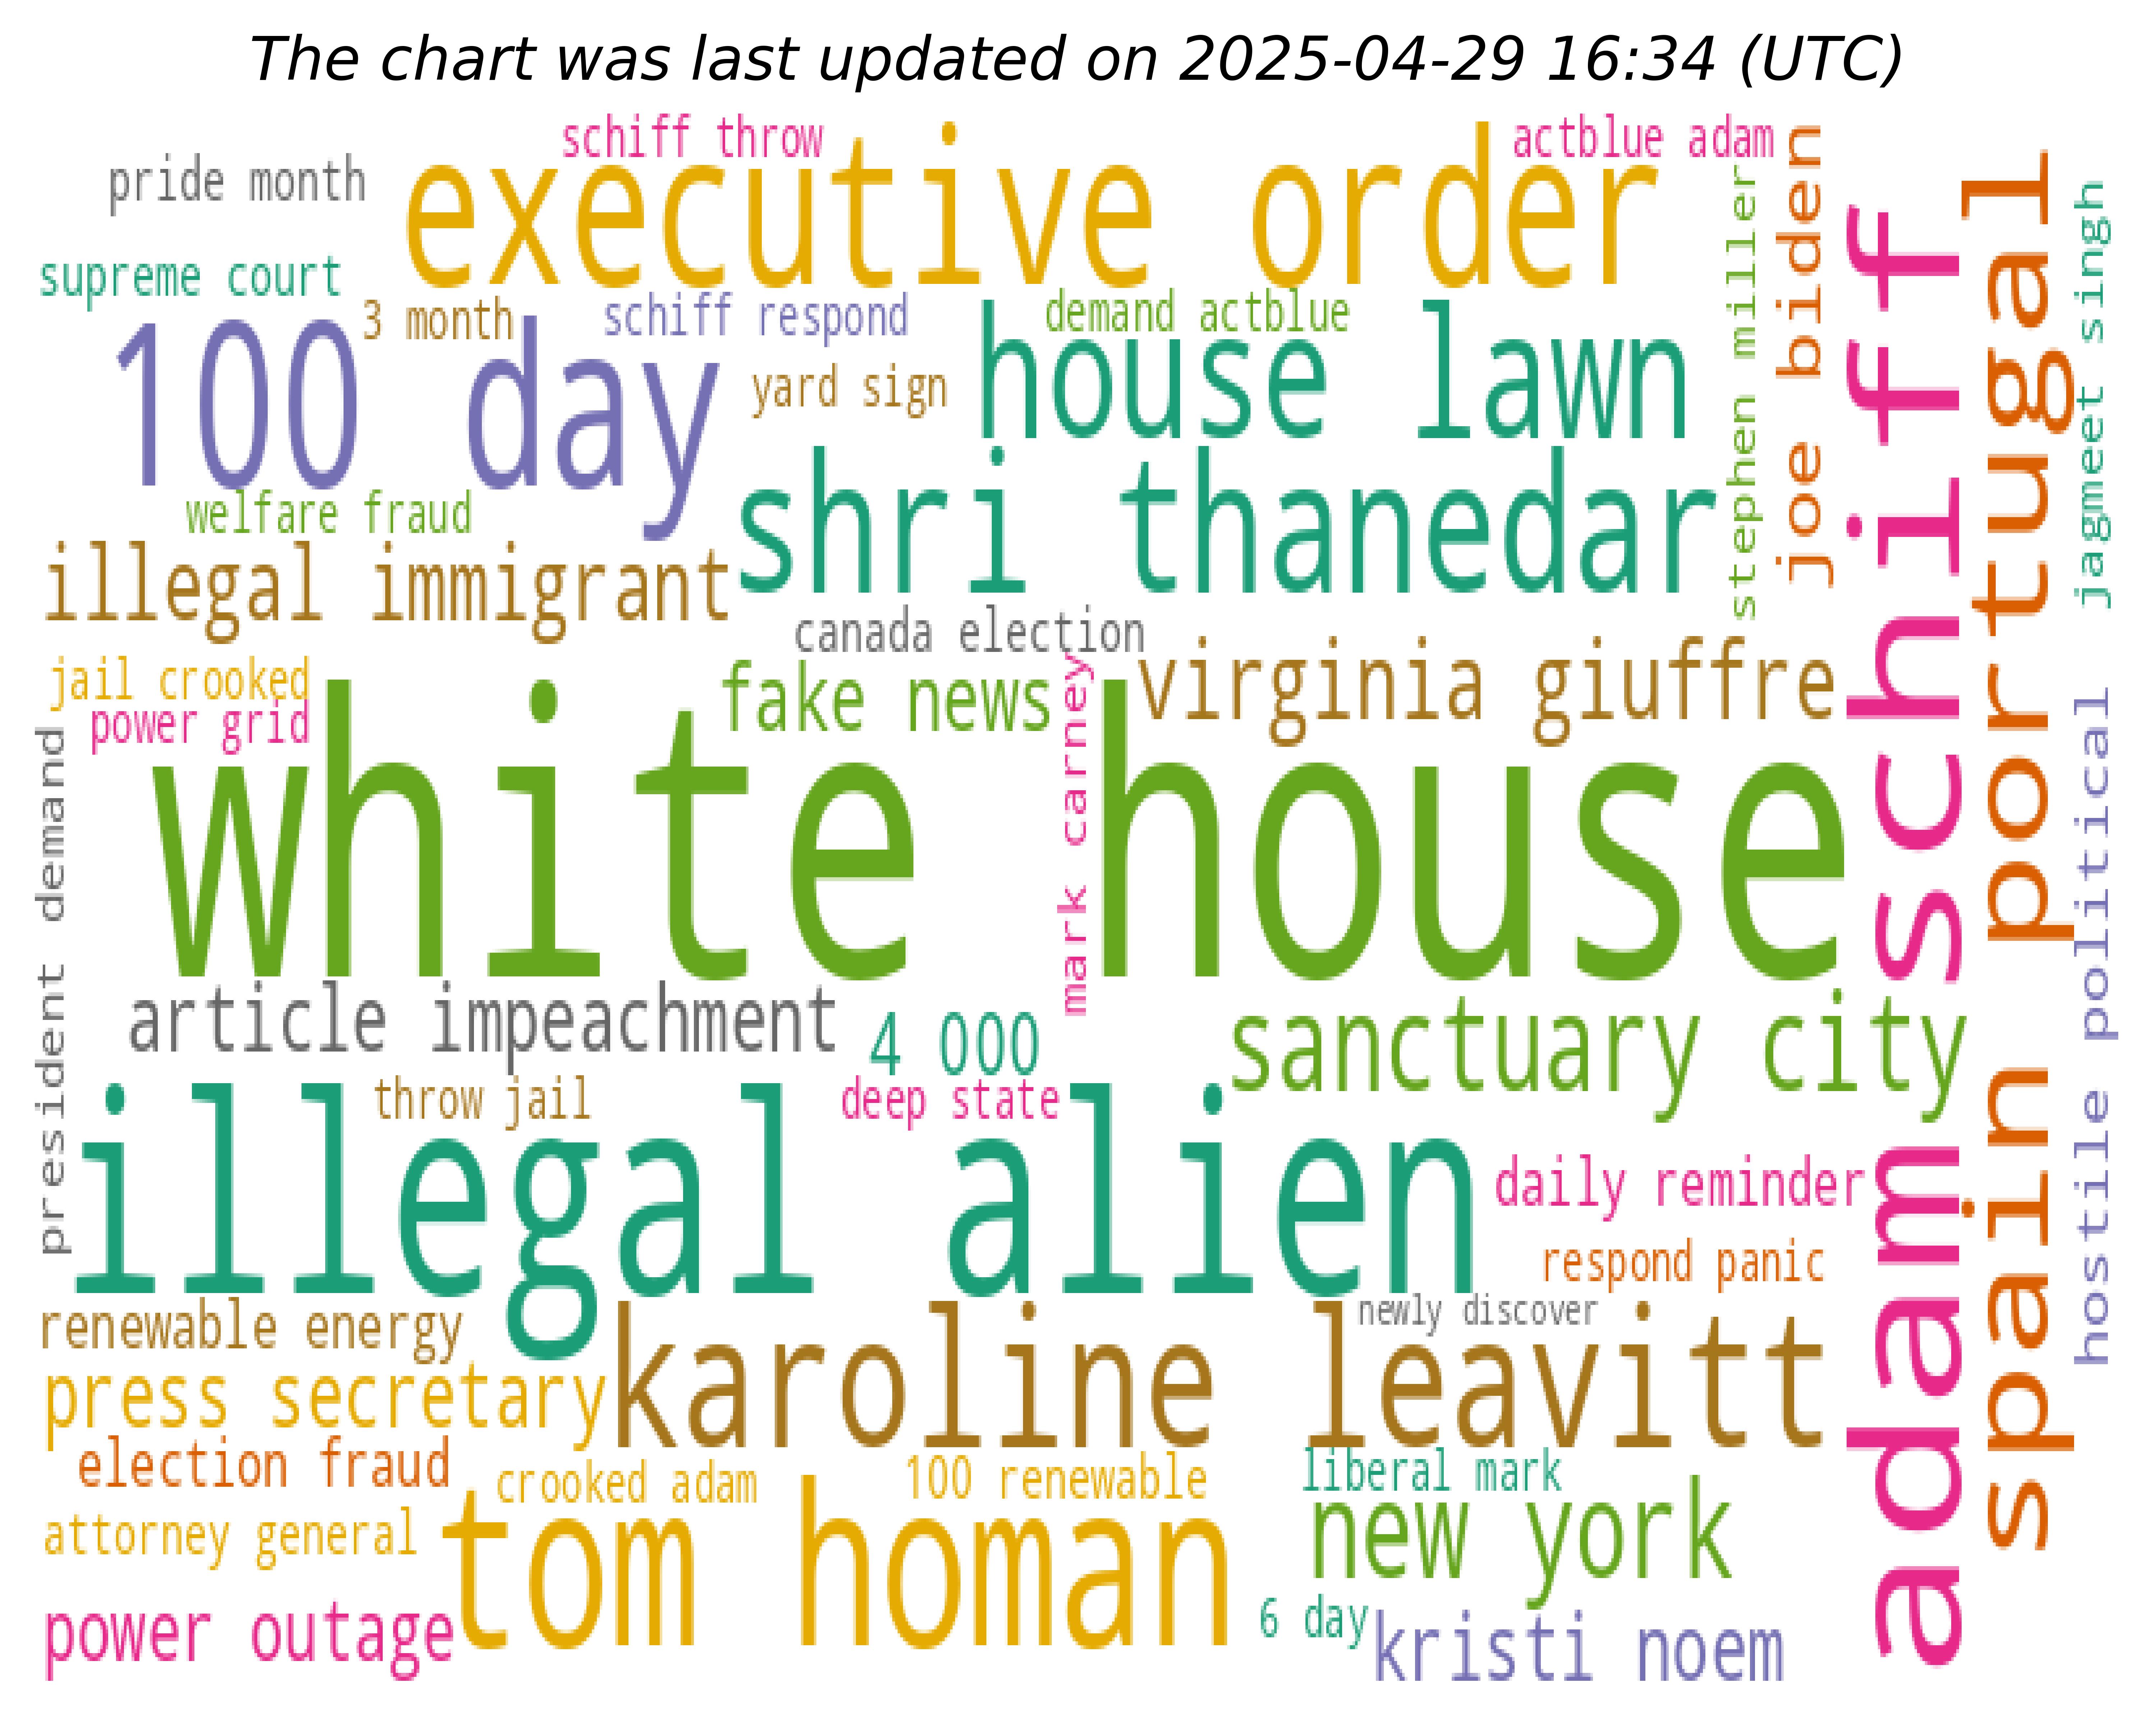 The chart was last updated on 2025-04-29 16:34 (UTC)
schiff throw
actblue adam
pride month
executive order
supreme court
3 month
schiff respond
demand actblue
100 day
yard sign
house lawn
stephen miller
joe biden
adam schiff
spain portugal
jagmeet singh
welfare fraud
shri thanedar
illegal immigrant
canada election
jail crooked
power grid
fake news
mark carney
virginia giuffre
president demand
white house
hostile political
article impeachment
4 000
sanctuary city
throw jail
deep state
illegal alien
daily reminder
respond panic
renewable energy
newly discover
karoline leavitt
press secretary
election fraud
crooked adam
100 renewable
liberal mark
attorney general
tom homan
new york
power outage
6 day
kristi noem